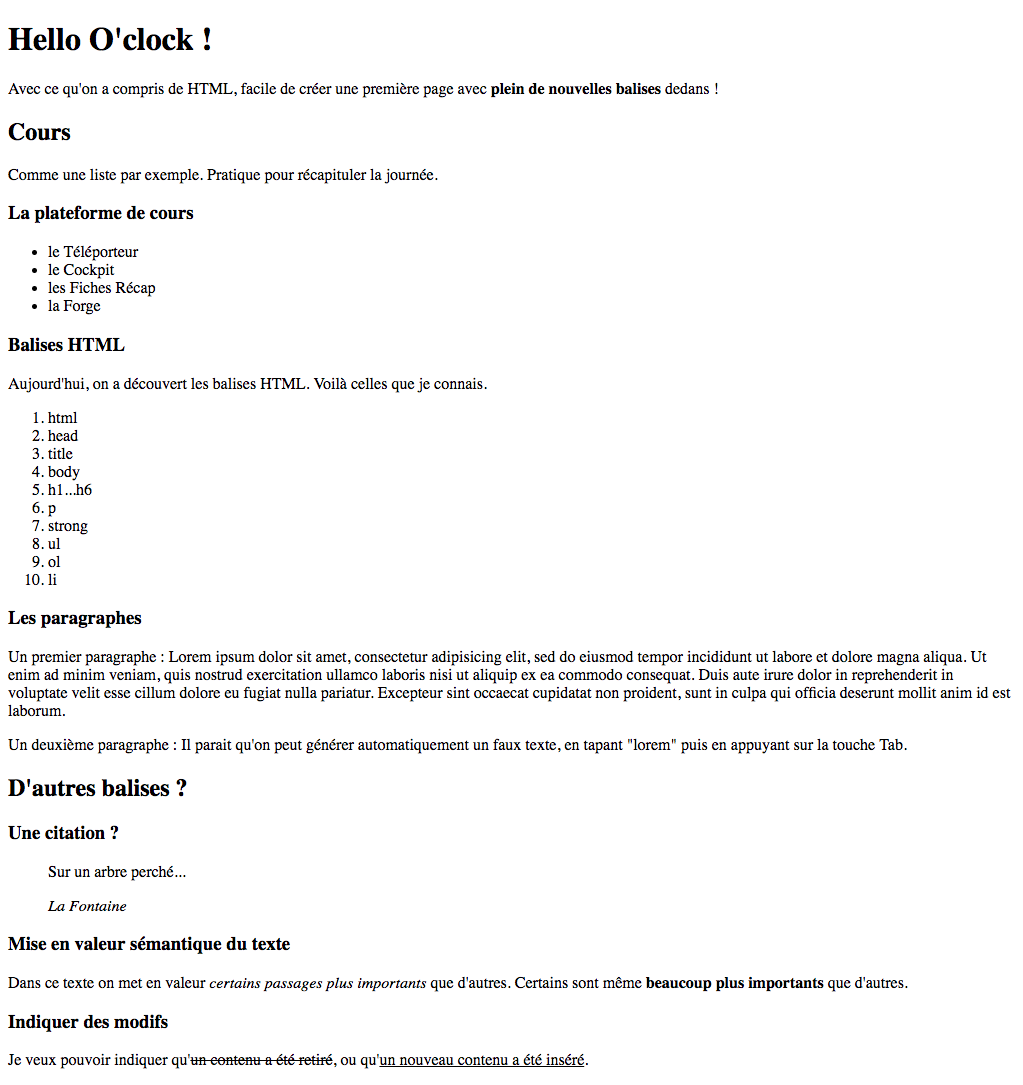 Hello O'clock !
Avec ce qu'on a compris de HTML, facile de créer une première page avec plein de nouvelles balises dedans !
Cours
Comme une liste par exemple. Pratique pour récapituler la journée.
La plateforme de cours
• le Téléporteur
• le Cockpit
• les Fiches Récap
• la Forge
Balises HTML
Aujourd'hui, on a découvert les balises HTML. Voilà celles que je connais.
1. html
2. head
3. title
4. body
5. h1...h6
6. p
7. strong
8. ul
9. ol
10. li
Les paragraphes
Un premier paragraphe : Lorem ipsum dolor sit amet, consectetur adipisicing elit, sed do eiusmod tempor incididunt ut labore et dolore magna aliqua. Ut
enim ad minim veniam, quis nostrud exercitation ullamco laboris nisi ut aliquip ex ea commodo consequat. Duis aute irure dolor in reprehenderit in
voluptate velit esse cillum dolore eu fugiat nulla pariatur. Excepteur sint occaecat cupidatat non proident, sunt in culpa qui officia deserunt mollit anim id est
laborum.
Un deuxième paragraphe : Il parait qu'on peut générer automatiquement un faux texte, en tapant "lorem" puis en appuyant sur la touche Tab.
D'autres balises ?
Une citation ?
Sur un arbre perché...
La Fontaine
Mise en valeur sémantique du texte
Dans ce texte on met en valeur certains passages plus importants que d'autres. Certains sont même beaucoup plus importants que d'autres.
Indiquer des modifs
Je veux pouvoir indiquer qu'un contenu a été retiré, ou qu'un nouveau contenu a été inséré.